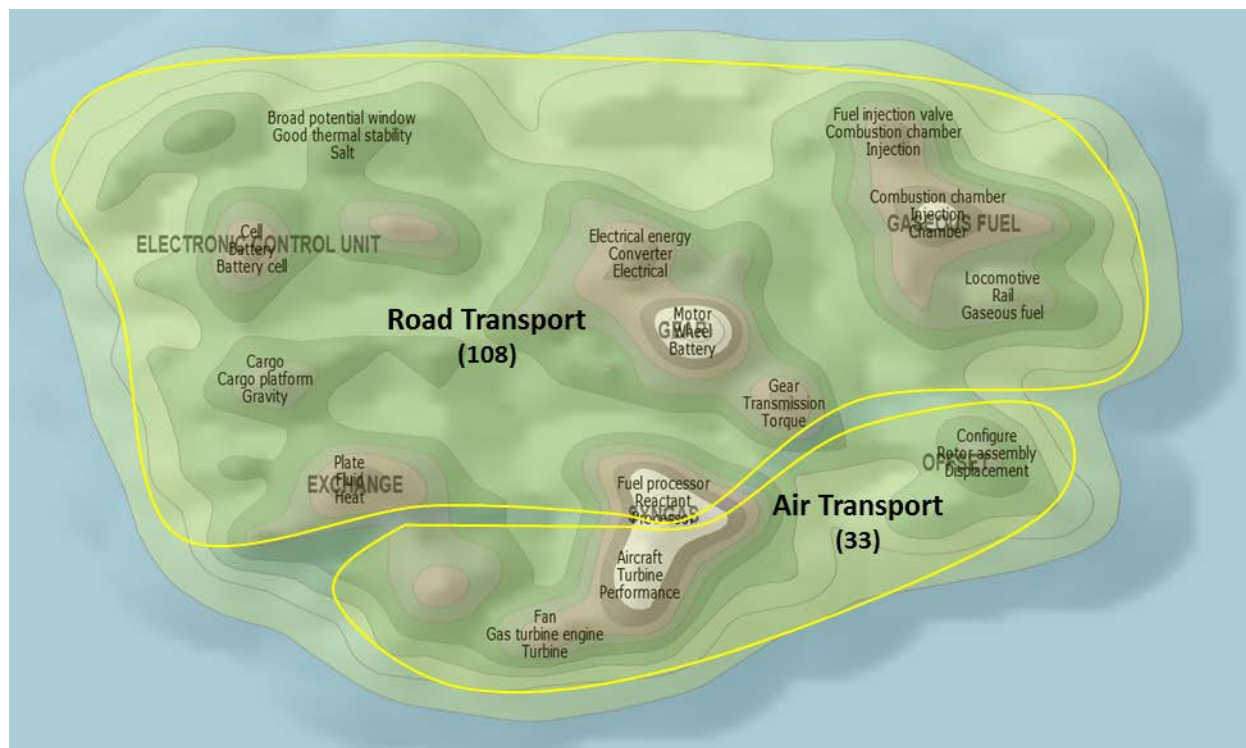 Broad potential window
Good thermal stability
Salt
Fuel injection valve
Combustion chamber
Injection
Cell
Battery
Battery cell
ELECTRONIC CONTROL UNIT
Electrical energy
Converter
Electrical
Combustion chamber
Injection
Chamber
GASEOUS FUEL
Locomotive
Rail
Gaseous fuel
Road Transport
(108)
Motor
Wheel
Battery
GEAR
Cargo
Cargo platform
Gravity
Gear
Transmission
Torque
Plate
Fluid
Heat
EXCHANGE
Fuel processor
Reactant
Processor
SYNGAS
Configure
Rotor assembly
Displacement
OFFSET
Air Transport
(33)
Aircraft
Turbine
Performance
Fan
Gas turbine engine
Turbine